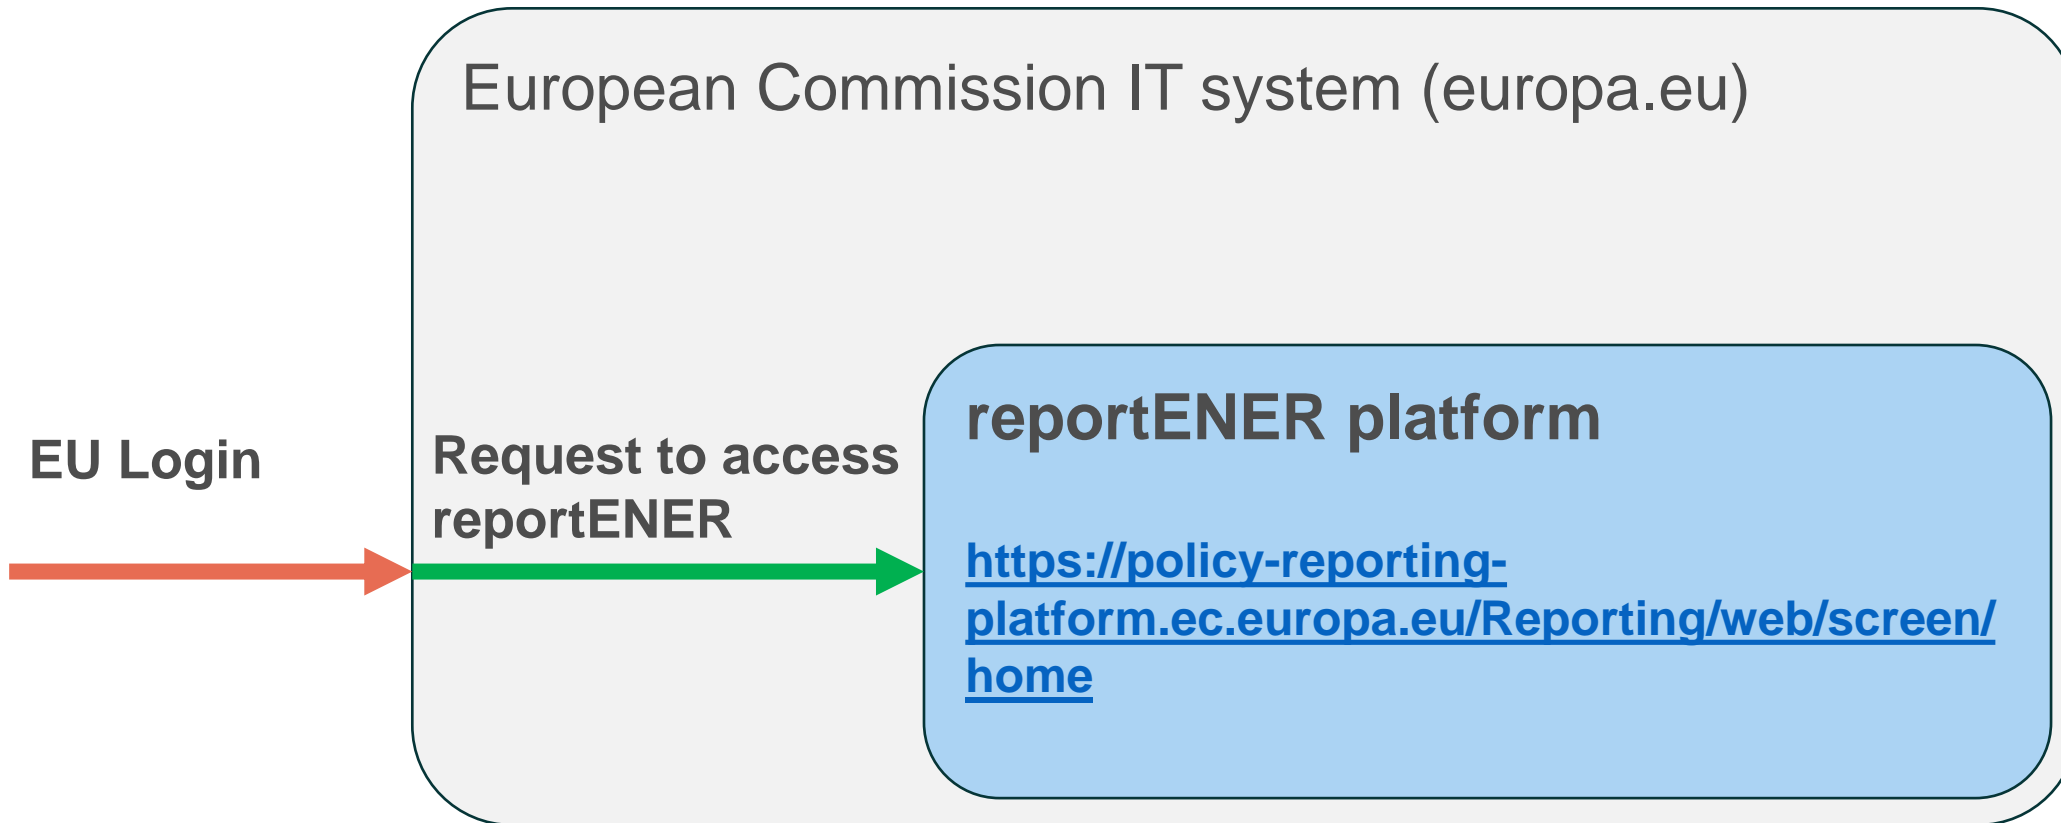 European Commission IT system (europa.eu)
EU Login
Request to access
reportENER
reportENER platform
https://policy-reporting-
platform.ec.europa.eu/Reporting/web/screen/
home